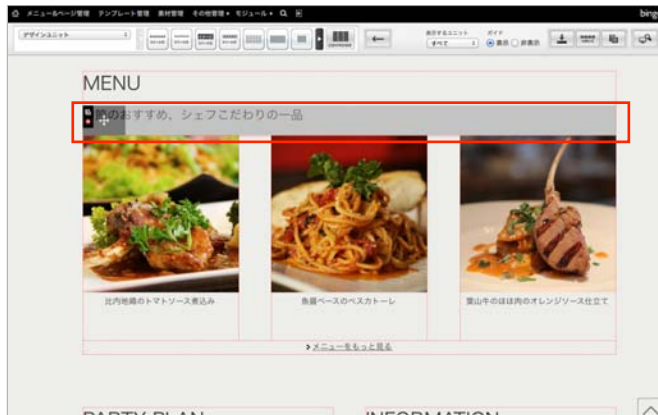 メニュー&ページ管理 テンプレート管理 素材管理 その他管理 モジュール
bing
デザインユニット
表示するユニット
すべて
ガイド
表示 非表示
MENU
節のおすすめ、シェフこだわりの一品
比内地鶏のトマトソース煮込み
魚醤ベースのペスカトーレ
葉山牛のほほ肉のオレンジソース仕立て
メニューをもっと見る
PARTY PLAN
INFORMATION